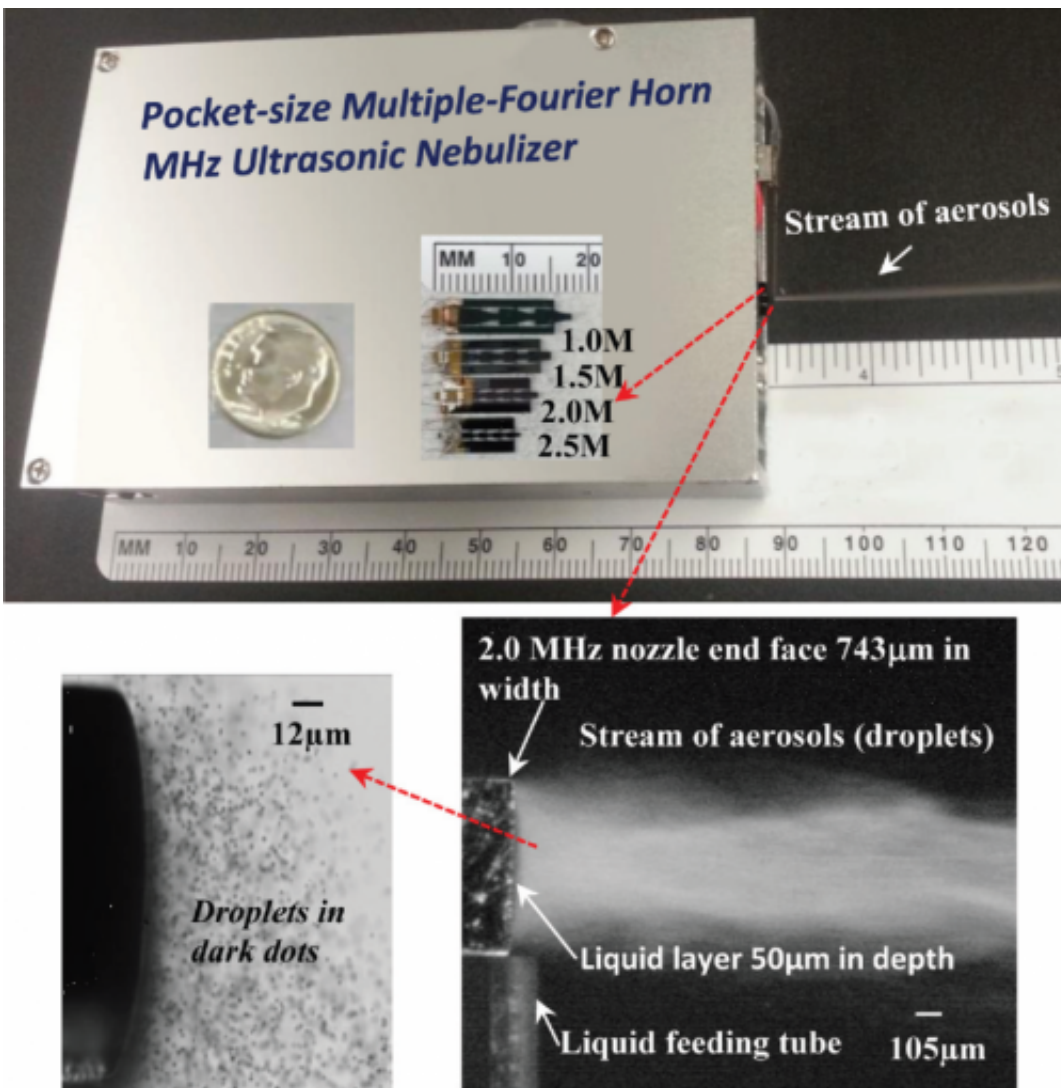 Pocket-size Multiple-Fourier Horn
MHz Ultrasonic Nebulizer
Stream of aerosols
MM 10 20
1.0M
1.5M
2.0M
2.5M
4
5
MM 10 20 30 40 50 60 70 80 90 100 110 120
2.0 MHz nozzle end face 743μm in
width
Stream of aerosols (droplets)
12μm
Droplets in
dark dots
Liquid layer 50μm in depth
Liquid feeding tube
105μm